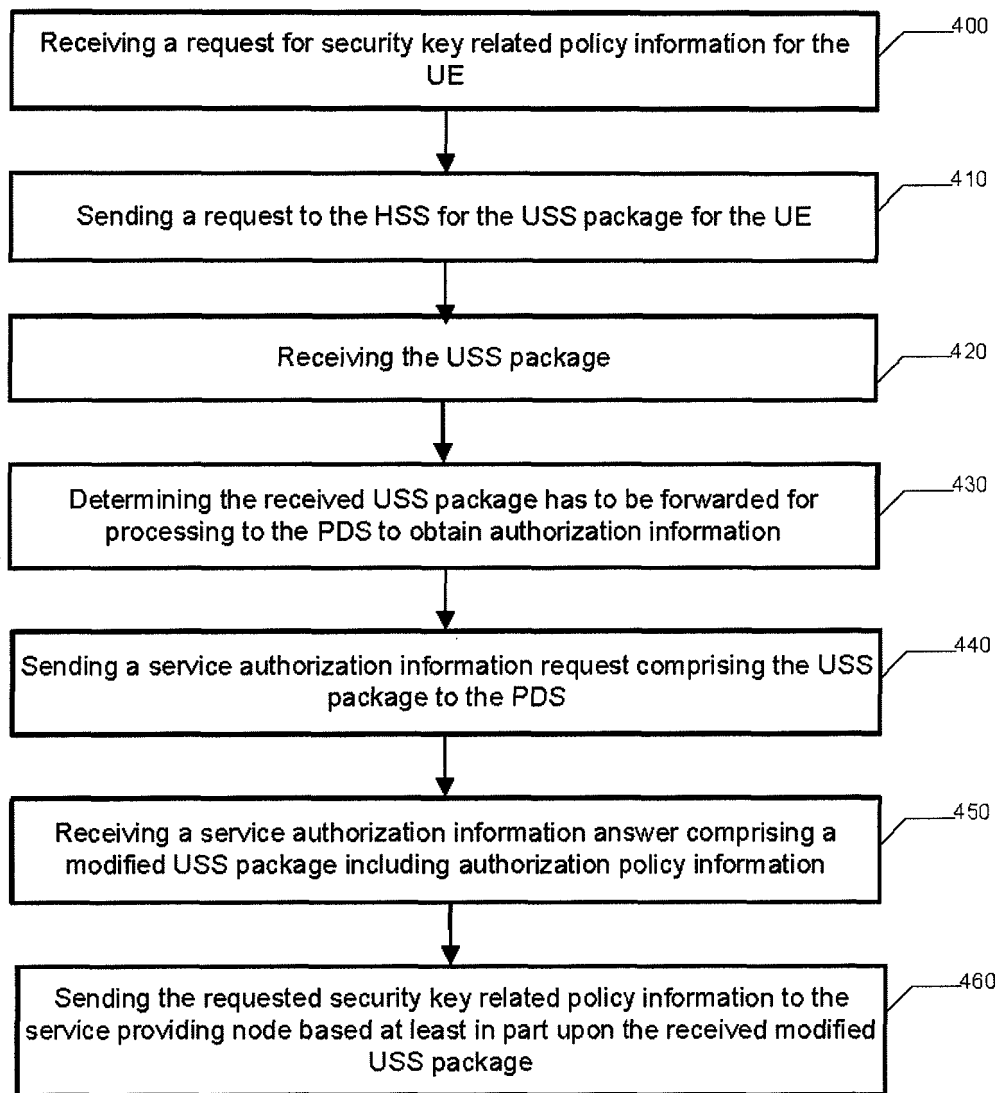 Receiving a request for security key related policy information for the
UE
400
Sending a request to the HSS for the USS package for the UE
410
Receiving the USS package
420
Determining the received USS package has to be forwarded for
processing to the PDS to obtain authorization information
430
Sending a service authorization information request comprising the USS
package to the PDS
440
Receiving a service authorization information answer comprising a
modified USS package including authorization policy information
450
Sending the requested security key related policy information to the
service providing node based at least in part upon the received modified
USS package
460